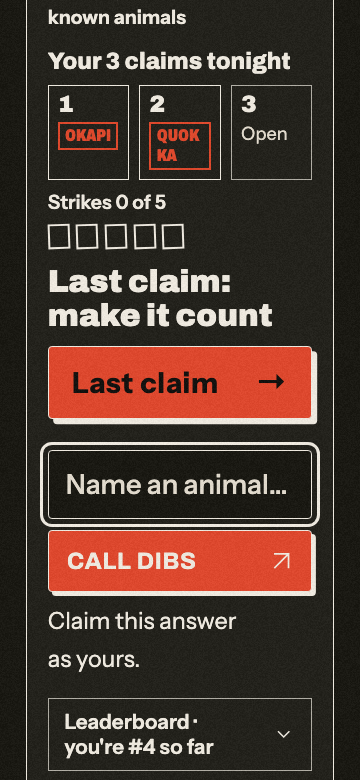 known animals
Your 3 claims tonight
1
OKAPI
2
QUOK
KA
3
Open
Strikes 0 of 5
Last claim:
make it count
Last claim →
Name an animal...
CALL DIBS
Claim this answer
as yours.
Leaderboard ·
you're #4 so far